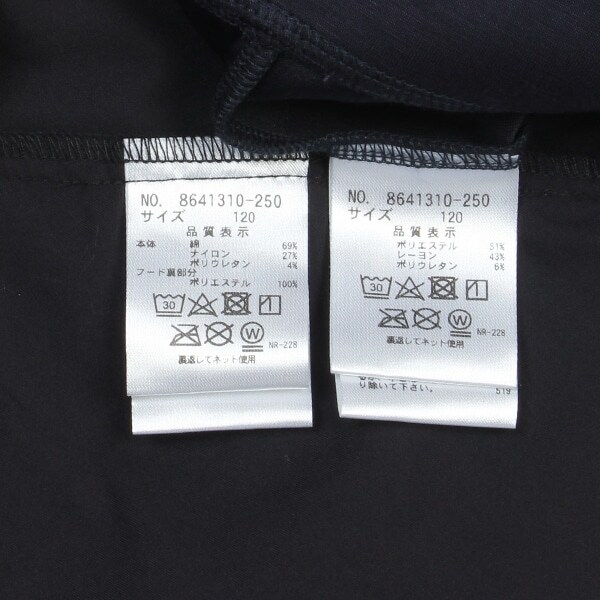 NO. 8641310-250
サイズ 120
品質表示
本体 綿 69%
ナイロン 27%
ポリウレタン 4%
フード裏部分
ポリエステル 100%
30
W
NR-228
裏返してネット使用
NO. 8641310-250
サイズ 120
品質表示
ポリエステル 51%
レーヨン 43%
ポリウレタン 6%
30
W
NR-228
裏返してネット使用
り除いて下さい。 519